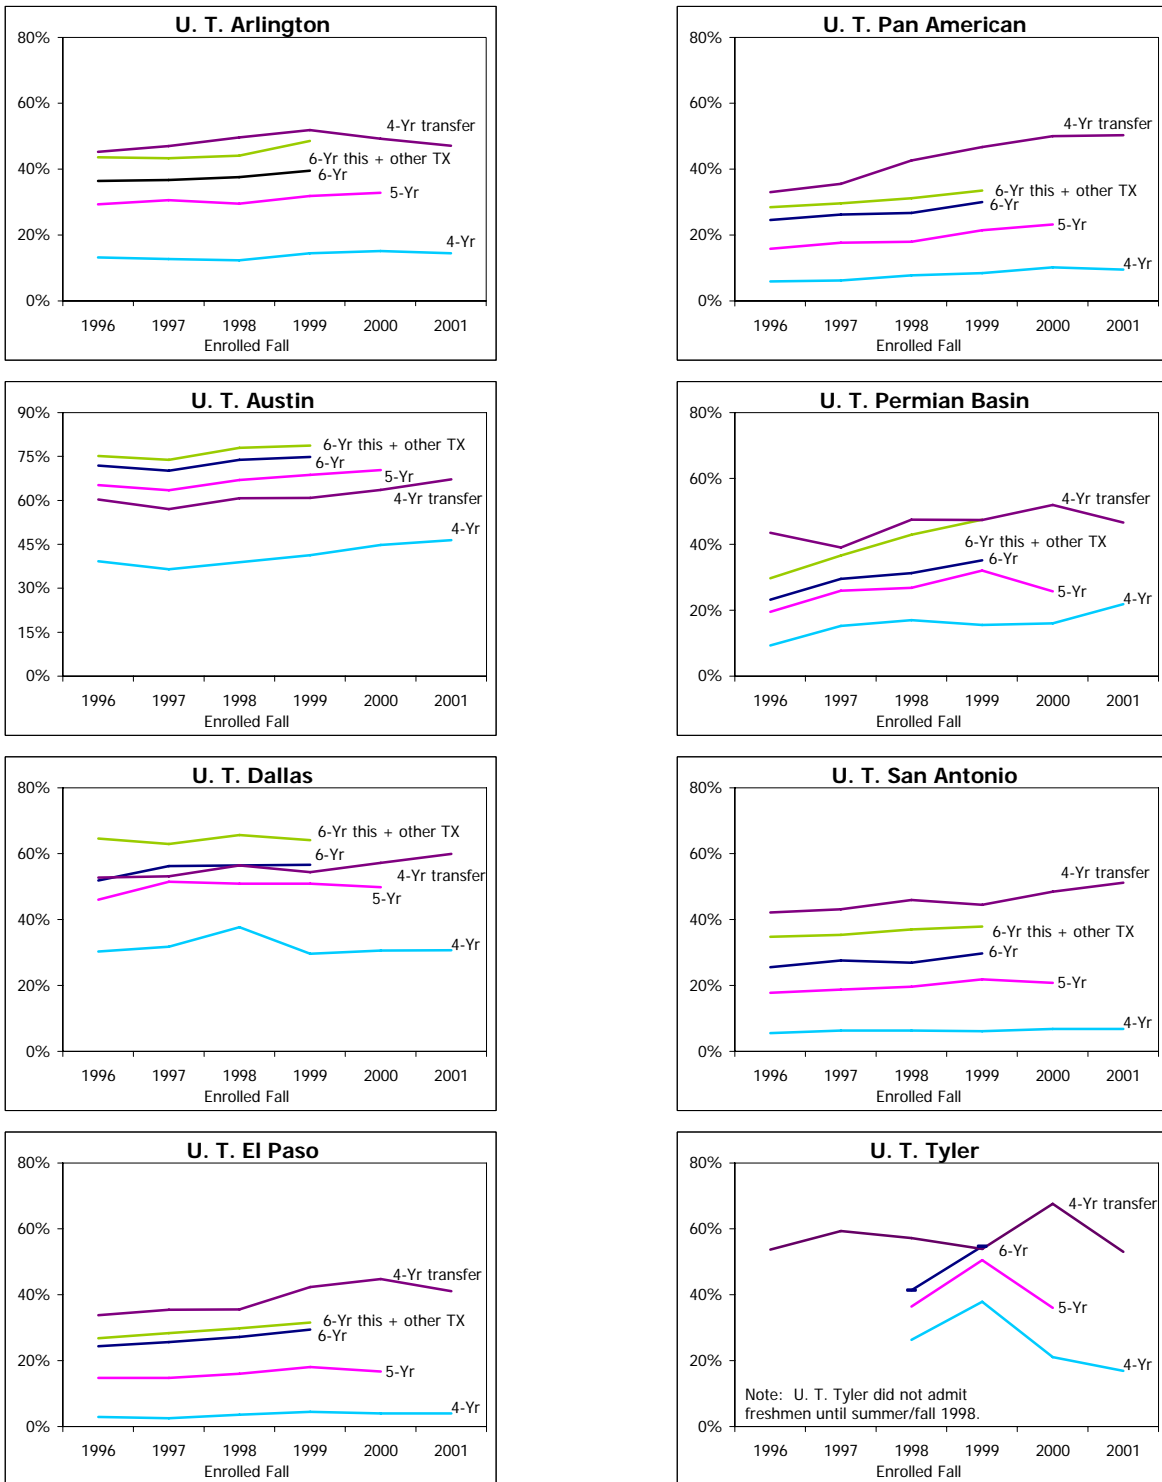 U. T. Arlington
80%
60%
40%
20%
0%
4-Yr transfer
6-Yr this + other TX
6-Yr
5-Yr
4-Yr
1996 1997 1998 1999 2000 2001
Enrolled Fall
U. T. Pan American
80%
60%
40%
20%
0%
4-Yr transfer
6-Yr this + other TX
6-Yr
5-Yr
4-Yr
1996 1997 1998 1999 2000 2001
Enrolled Fall
U. T. Austin
90%
75%
60%
45%
30%
15%
0%
6-Yr this + other TX
6-Yr
5-Yr
4-Yr transfer
4-Yr
1996 1997 1998 1999 2000 2001
Enrolled Fall
U. T. Permian Basin
80%
60%
40%
20%
0%
4-Yr transfer
6-Yr this + other TX
6-Yr
5-Yr
4-Yr
1996 1997 1998 1999 2000 2001
Enrolled Fall
U. T. Dallas
80%
60%
40%
20%
0%
6-Yr this + other TX
6-Yr
4-Yr transfer
5-Yr
4-Yr
1996 1997 1998 1999 2000 2001
Enrolled Fall
U. T. San Antonio
80%
60%
40%
20%
0%
4-Yr transfer
6-Yr this + other TX
6-Yr
5-Yr
4-Yr
1996 1997 1998 1999 2000 2001
Enrolled Fall
U. T. El Paso
80%
60%
40%
20%
0%
4-Yr transfer
6-Yr this + other TX
6-Yr
5-Yr
4-Yr
1996 1997 1998 1999 2000 2001
Enrolled Fall
U. T. Tyler
80%
60%
40%
20%
0%
4-Yr transfer
6-Yr
5-Yr
4-Yr
Note: U. T. Tyler did not admit
freshmen until summer/fall 1998.
1996 1997 1998 1999 2000 2001
Enrolled Fall